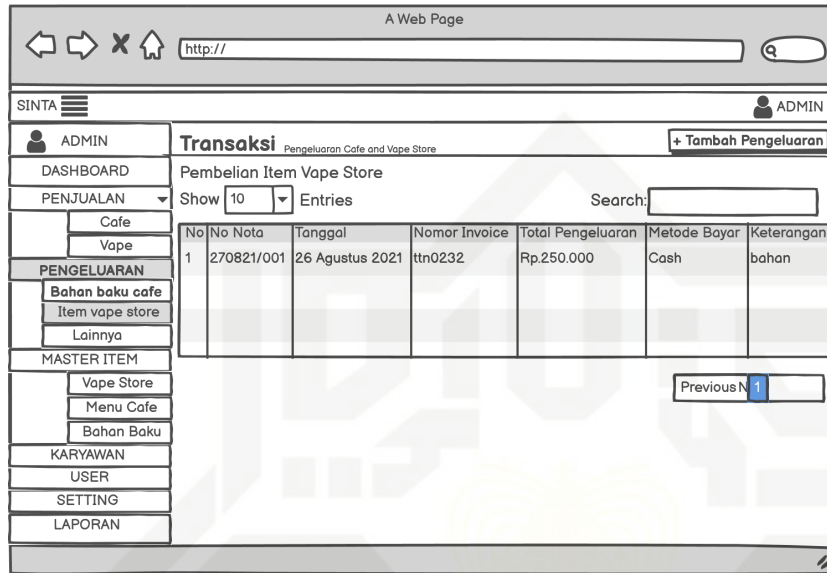 A Web Page
http://
SINTA
ADMIN
ADMIN
DASHBOARD
PENJUALAN
Cafe
Vape
PENGELUARAN
Bahan baku cafe
Item vape store
Lainnya
MASTER ITEM
Vape Store
Menu Cafe
Bahan Baku
KARYAWAN
USER
SETTING
LAPORAN
Transaksi Pengeluaran Cafe and Vape Store
+ Tambah Pengeluaran
Pembelian Item Vape Store
Show 10 Entries Search:
No No Nota Tanggal Nomor Invoice Total Pengeluaran Metode Bayar Keterangan
1 270821/001 26 Agustus 2021 ttn0232 Rp.250.000 Cash bahan
Previous N 1